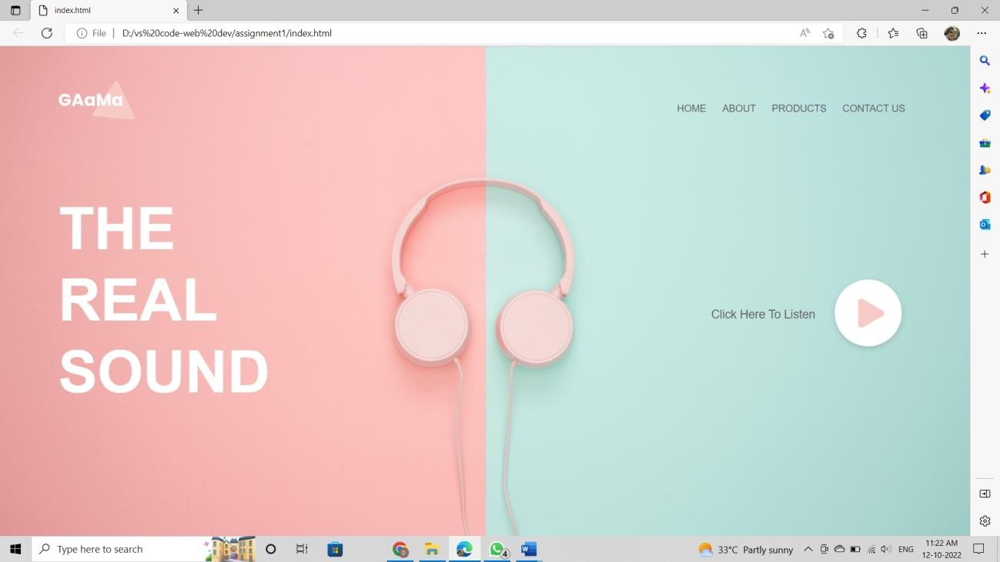 index.html
File
D:/vs%20code-web%20dev/assignment1/index.html
GAaMa
HOME ABOUT PRODUCTS CONTACT US
THE
REAL
SOUND
Click Here To Listen
Type here to search
4
33°C Partly sunny
ENG
11:22 AM
12-10-2022